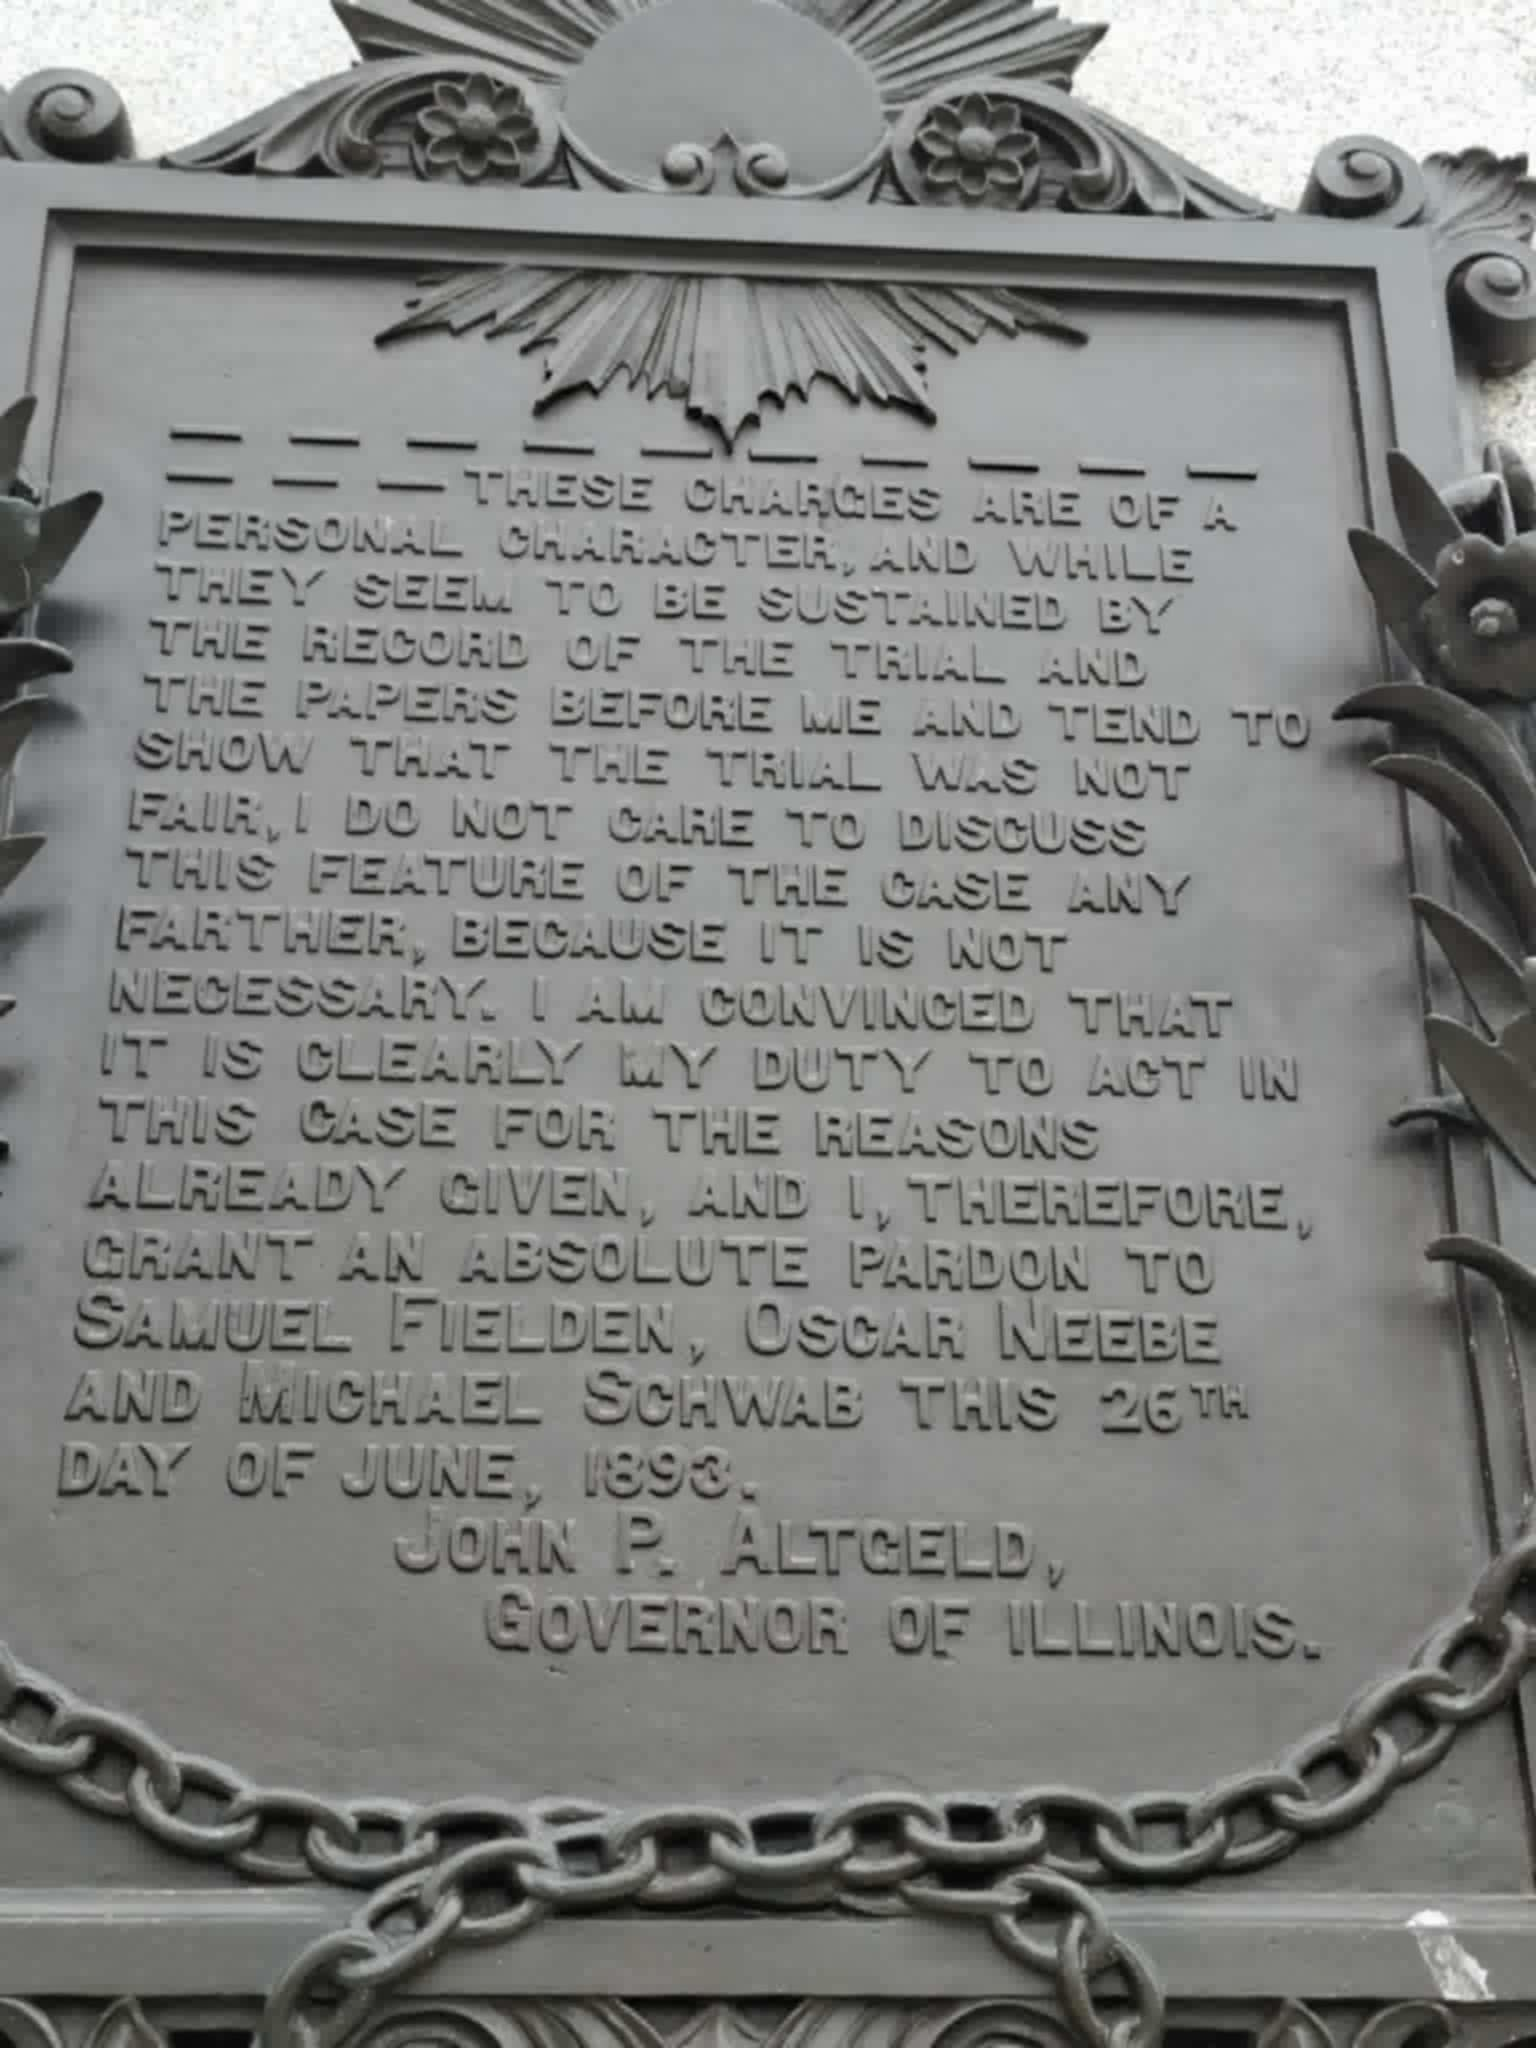 — — — — — — — — — —
— — — THESE CHARGES ARE OF A
PERSONAL CHARACTER, AND WHILE
THEY SEEM TO BE SUSTAINED BY
THE RECORD OF THE TRIAL AND
THE PAPERS BEFORE ME AND TEND TO
SHOW THAT THE TRIAL WAS NOT
FAIR, I DO NOT CARE TO DISCUSS
THIS FEATURE OF THE CASE ANY
FARTHER, BECAUSE IT IS NOT
NECESSARY. I AM CONVINCED THAT
IT IS CLEARLY MY DUTY TO ACT IN
THIS CASE FOR THE REASONS
ALREADY GIVEN, AND I, THEREFORE,
GRANT AN ABSOLUTE PARDON TO
SAMUEL FIELDEN, OSCAR NEEBE
AND MICHAEL SCHWAB THIS 26TH
DAY OF JUNE, 1893.
JOHN P. ALTGELD,
GOVERNOR OF ILLINOIS.